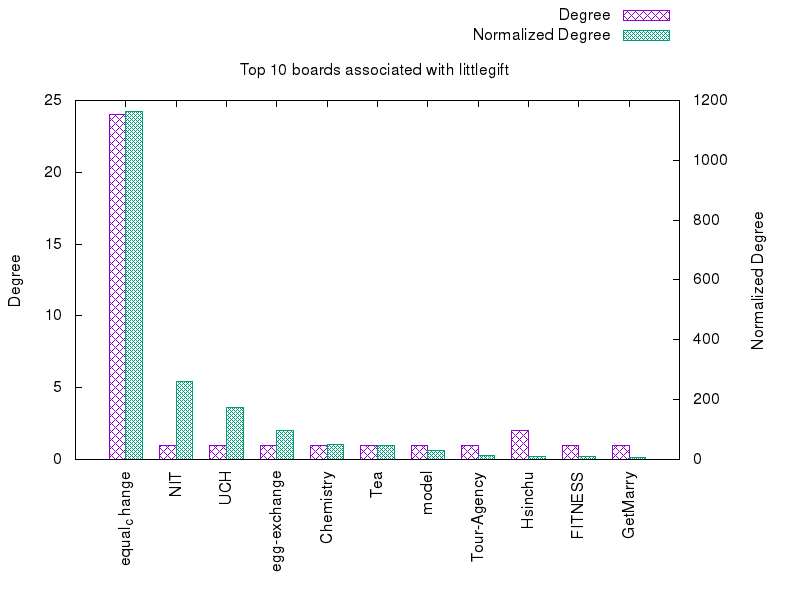 Degree
Normalized Degree
Top 10 boards associated with littlegift
25
20
15
10
5
0
1200
1000
800
600
400
200
0
Degree
Normalized Degree
equalchange
NIT
UCH
egg-exchange
Chemistry
Tea
model
Tour-Agency
Hsinchu
FITNESS
GetMarry